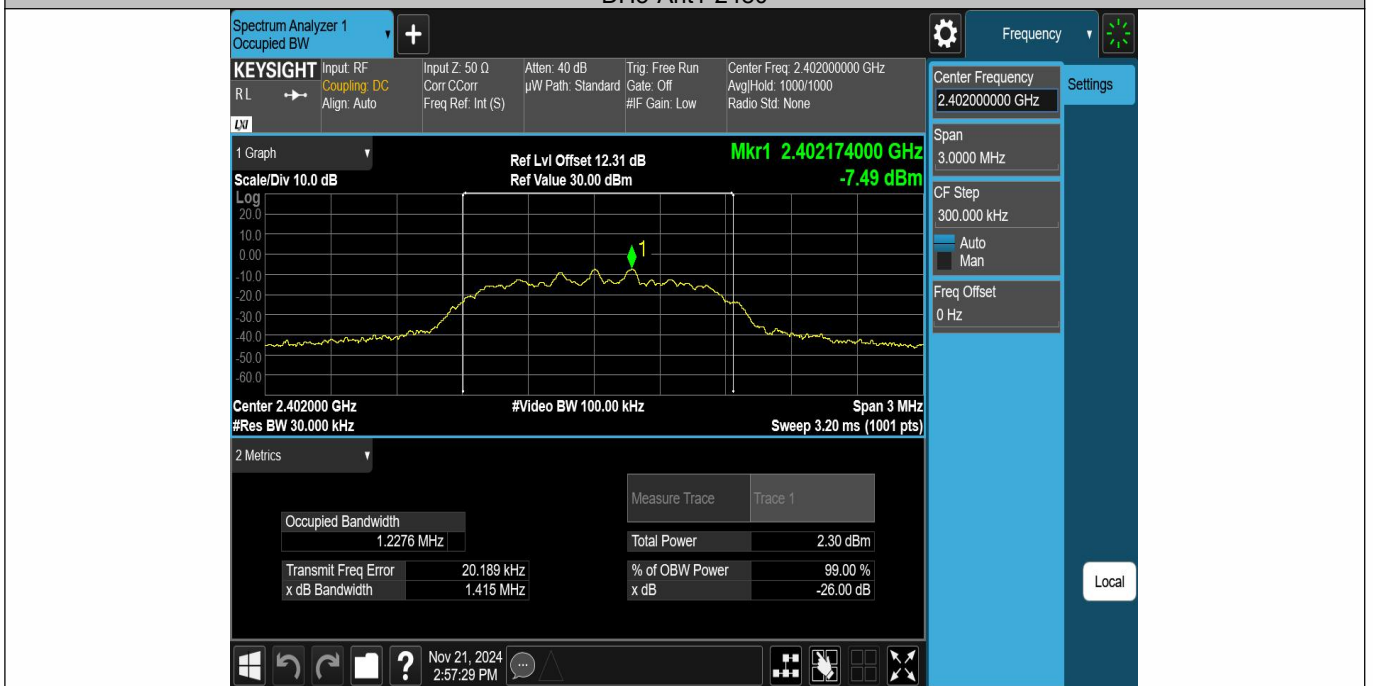 Spectrum Analyzer 1
Occupied BW
+
Frequency
KEYSIGHT
RL
LXI
Input: RF
Coupling: DC
Align: Auto
Input Z: 50 Ω
Corr CCorr
Freq Ref: Int (S)
Atten: 40 dB
µW Path: Standard
Trig: Free Run
Gate: Off
#IF Gain: Low
Center Freq: 2.402000000 GHz
Avg|Hold: 1000/1000
Radio Std: None
Center Frequency
2.402000000 GHz
Settings
Span
3.0000 MHz
CF Step
300.000 kHz
Auto
Man
Freq Offset
0 Hz
Local
1 Graph
Scale/Div 10.0 dB
Ref Lvl Offset 12.31 dB
Ref Value 30.00 dBm
Mkr1 2.402174000 GHz
-7.49 dBm
Log
20.0
10.0
0.00
-10.0
-20.0
-30.0
-40.0
-50.0
-60.0
1
Center 2.402000 GHz
#Video BW 100.00 kHz
Span 3 MHz
#Res BW 30.000 kHz
Sweep 3.20 ms (1001 pts)
2 Metrics
Measure Trace Trace 1
Occupied Bandwidth
1.2276 MHz
Total Power 2.30 dBm
Transmit Freq Error 20.189 kHz
% of OBW Power 99.00 %
x dB Bandwidth 1.415 MHz
x dB -26.00 dB
?
Nov 21, 2024
2:57:29 PM